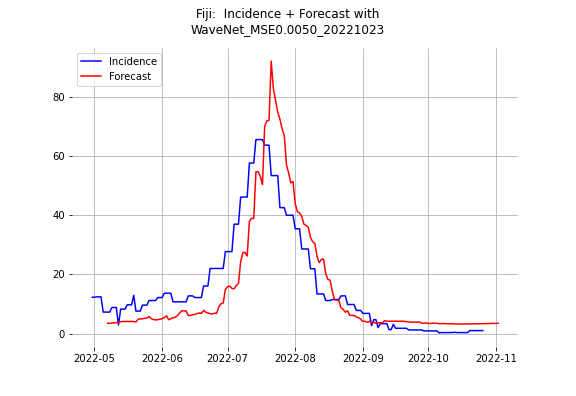 Fiji:  Incidence + Forecast with
WaveNet_MSE0.0050_20221023
Incidence
Forecast
80
60
40
20
0
2022-05 2022-06 2022-07 2022-08 2022-09 2022-10 2022-11